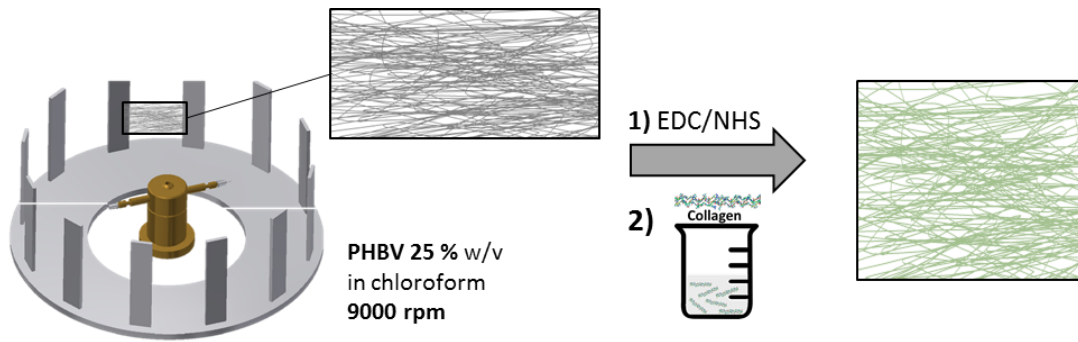 1) EDC/NHS
2)
Collagen
PHBV 25 % w/v
in chloroform
9000 rpm